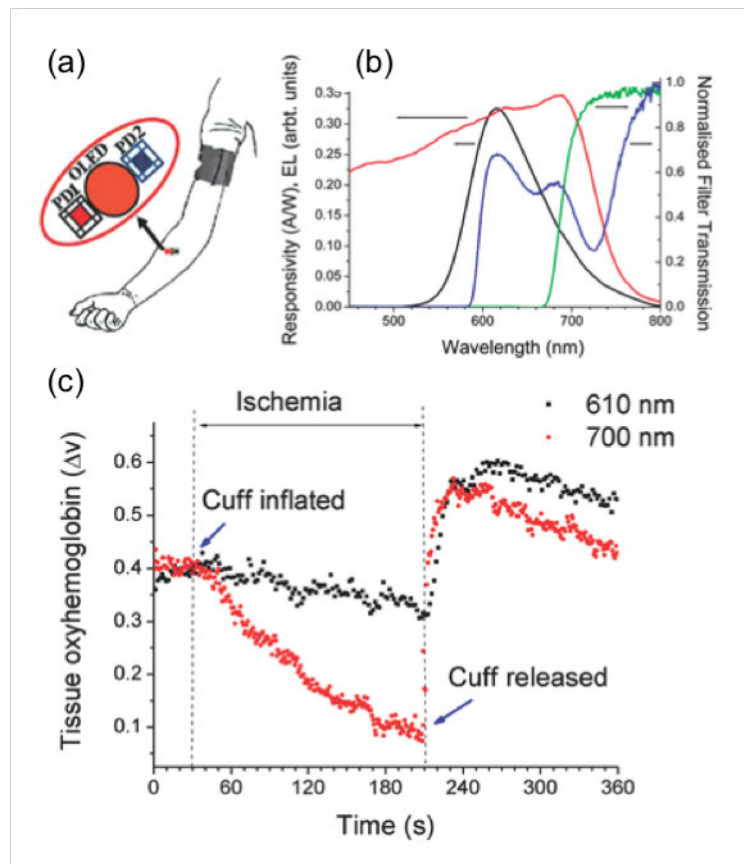 (a)
PD1
OLED
PD2
(b)
Responsivity (A/W), EL (arbt. units)
0.35
0.30
0.25
0.20
0.15
0.10
0.05
0.00
500
600
700
800
Wavelength (nm)
1.0
0.8
0.6
0.4
0.2
0.0
Normalised Filter Transmission
(c)
Ischemia
610 nm
700 nm
Cuff inflated
Cuff released
Tissue oxyhemoglobin (Δv)
0.6
0.5
0.4
0.3
0.2
0.1
0
60
120
180
240
300
360
Time (s)